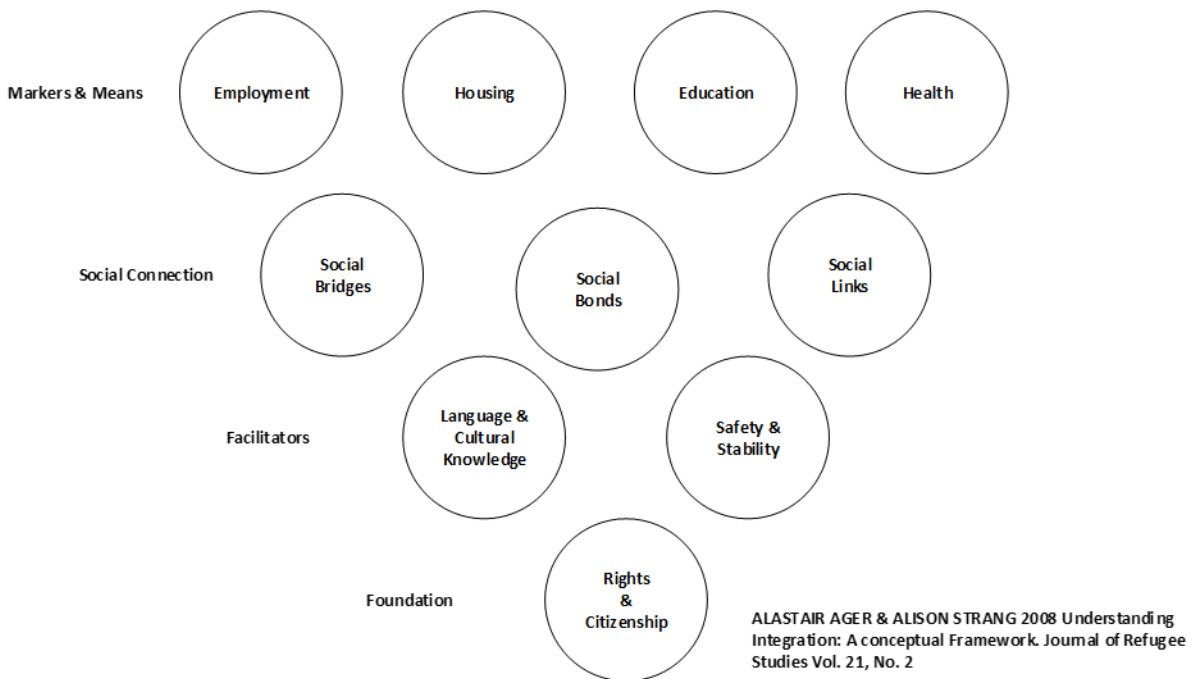 Markers & Means
Employment
Housing
Education
Health
Social Connection
Social
Bridges
Social
Bonds
Social
Links
Facilitators
Language &
Cultural
Knowledge
Safety &
Stability
Foundation
Rights
&
Citizenship
ALASTAIR AGER & ALISON STRANG 2008 Understanding
Integration: A conceptual Framework. Journal of Refugee
Studies Vol. 21, No. 2